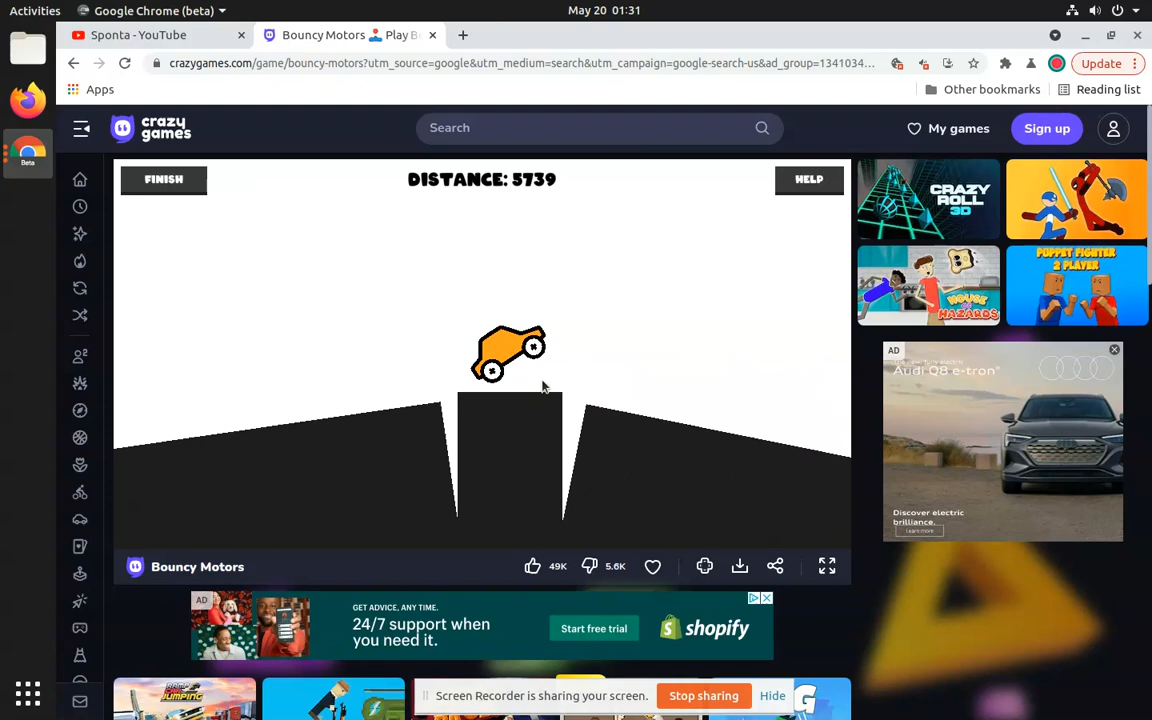 Activities
Google Chrome (beta)
May 20 01:31
Sponta - YouTube
Bouncy Motors 🕹️ Play B
crazygames.com/game/bouncy-motors?utm_source=google&utm_medium=search&utm_campaign=google-search-us&ad_group=1341034...
Update
Apps
Other bookmarks
Reading list
Beta
crazy games
Search
My games
Sign up
FINISH
DISTANCE: 5739
HELP
CRAZY ROLL 3D
HOUSE OF HAZARDS
PUPPET FIGHTER 2 PLAYER
AD
Audi Q8 e-tron
Discover electric
brilliance.
Learn more
Bouncy Motors
49K
5.6K
AD
GET ADVICE, ANY TIME.
24/7 support when
you need it.
Start free trial
shopify
Screen Recorder is sharing your screen.
Stop sharing
Hide